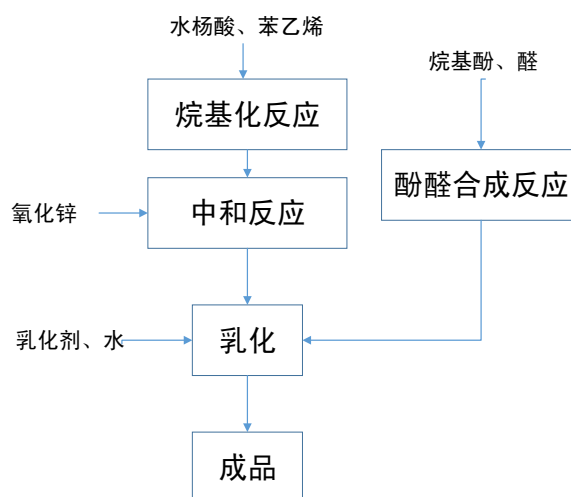 水杨酸、苯乙烯
烷基酚、醛
烷基化反应
酚醛合成反应
氧化锌
中和反应
乳化剂、水
乳化
成品